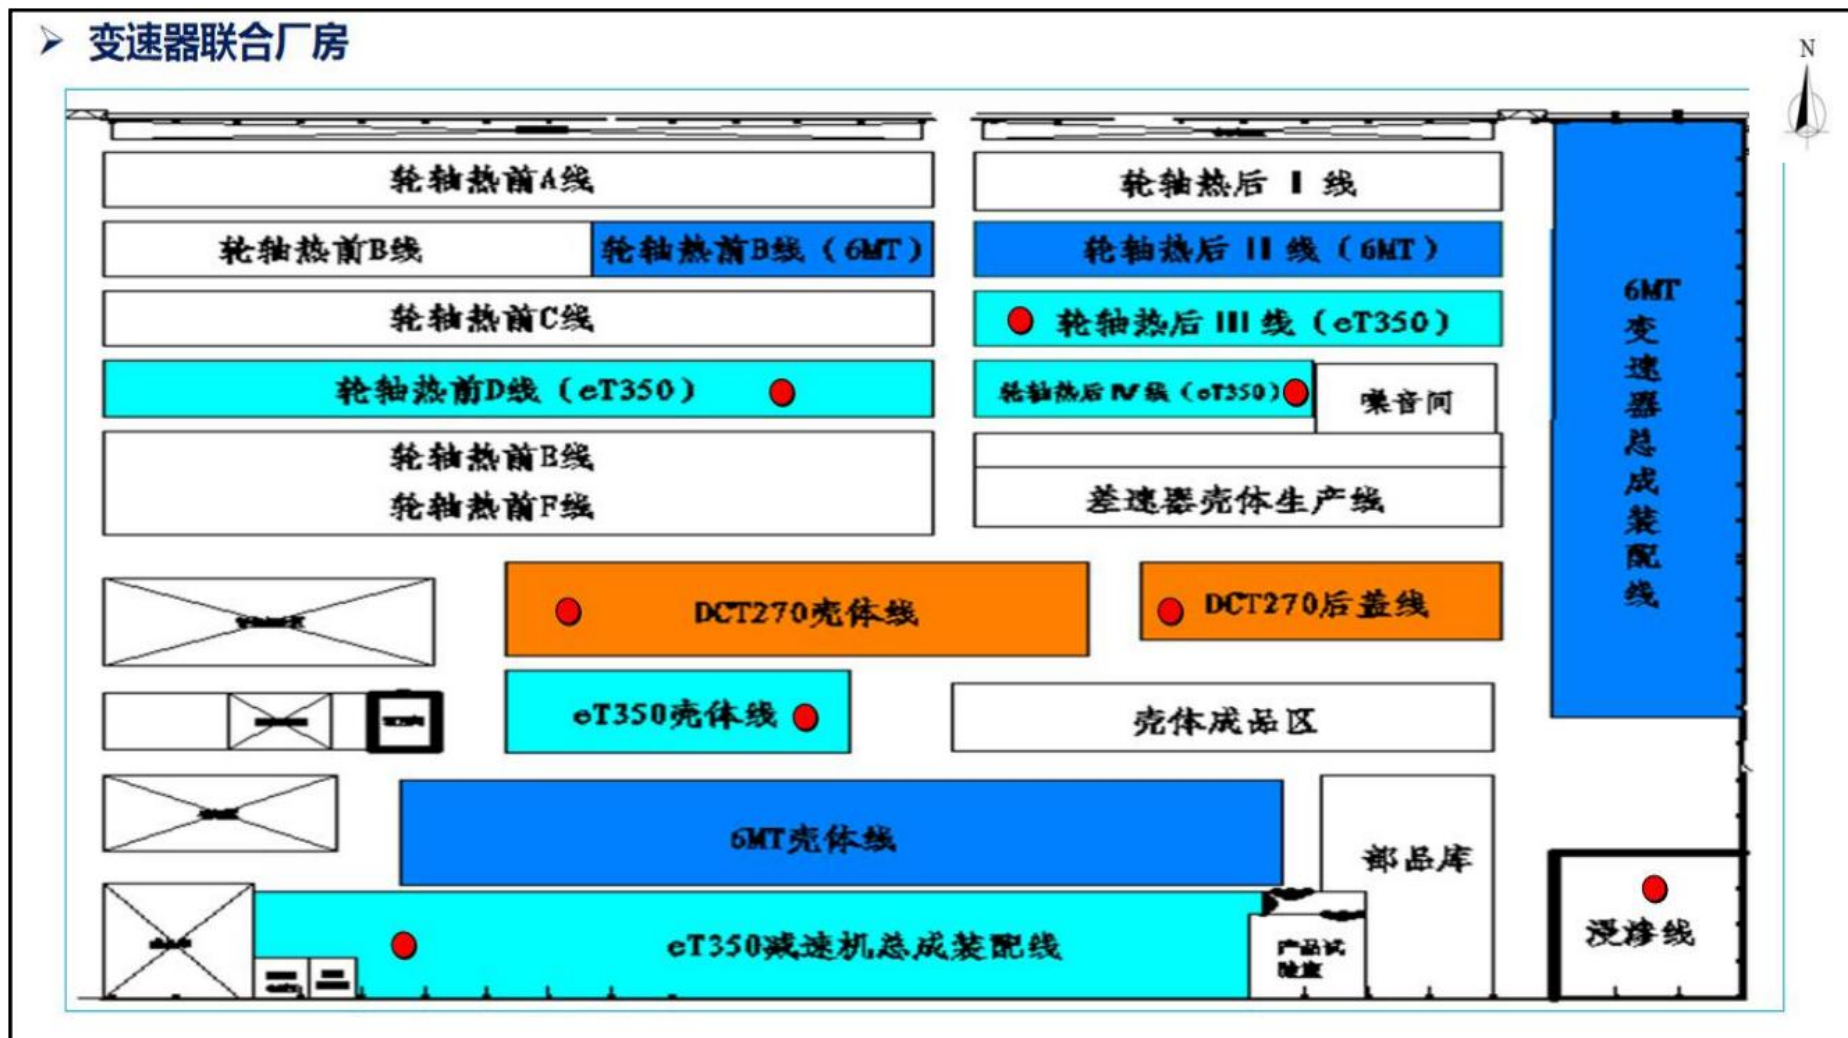 变速器联合厂房
N
轮轴热前A线
轮轴热后 I 线
轮轴热前B线
轮轴热前B线（6MT）
轮轴热后 II 线（6MT）
轮轴热前C线
轮轴热后 III 线（eT350）
轮轴热前D线（eT350）
轮轴热后 IV 线（eT350）
噪音间
轮轴热前E线
轮轴热前F线
差速器壳体生产线
6MT
变
速
器
总
成
装
配
线
DCT270壳体线
DCT270后盖线
eT350壳体线
壳体成品区
6MT壳体线
部品库
eT350减速机总成装配线
产品试
验室
浸渗线